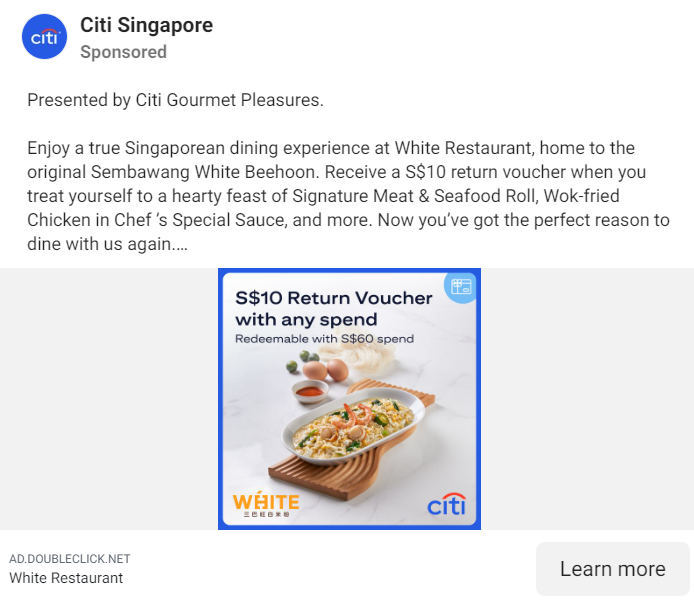 citi
Citi Singapore
Sponsored
Presented by Citi Gourmet Pleasures.
Enjoy a true Singaporean dining experience at White Restaurant, home to the
original Sembawang White Beehoon. Receive a S$10 return voucher when you
treat yourself to a hearty feast of Signature Meat & Seafood Roll, Wok-fried
Chicken in Chef ’s Special Sauce, and more. Now you’ve got the perfect reason to
dine with us again....
S$10 Return Voucher
with any spend
Redeemable with S$60 spend
WHITE
三巴旺白米粉
citi
AD.DOUBLECLICK.NET
White Restaurant
Learn more